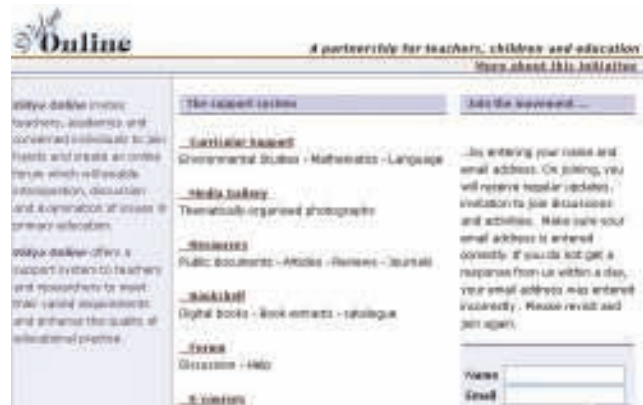 Online
A partnership for teachers, children and education
More about this initiative
Vidya Online invites
teachers, academics and
concerned individuals to join
hands and create an online
forum which will enable
introspection, discussion
and examination of issues in
primary education.
Vidya Online offers a
support system to teachers
and researchers to meet
their varied requirements
and enhance the quality of
educational practice.
The support system
Curricular Support
Environmental Studies - Mathematics - Language
Media Gallery
Thematically organised photographs
Resources
Public documents - Articles - Reviews - Journals
Bookshelf
Digital books - Book extracts - catalogue
Forum
Discussion - Help
E-courses
Join the movement ...
...by entering your name and
email address. On joining, you
will receive regular updates,
invitation to join discussions
and activities. Make sure your
email address is entered
correctly. If you do not get a
response from us within a day,
your email address was entered
incorrectly. Please revisit and
join again.
Name
Email